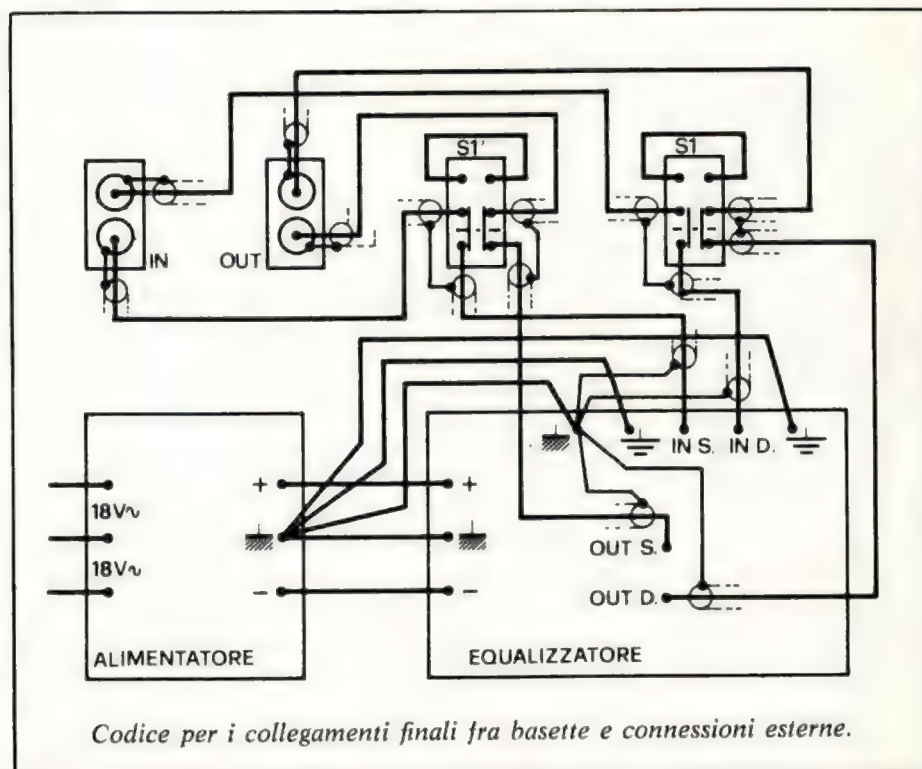 S1'
S1
IN
OUT
IN S.
IN D.
+
+
18V~
OUT S.
18V~
OUT D.
-
-
ALIMENTATORE
EQUALIZZATORE
Codice per i collegamenti finali fra basette e connessioni esterne.